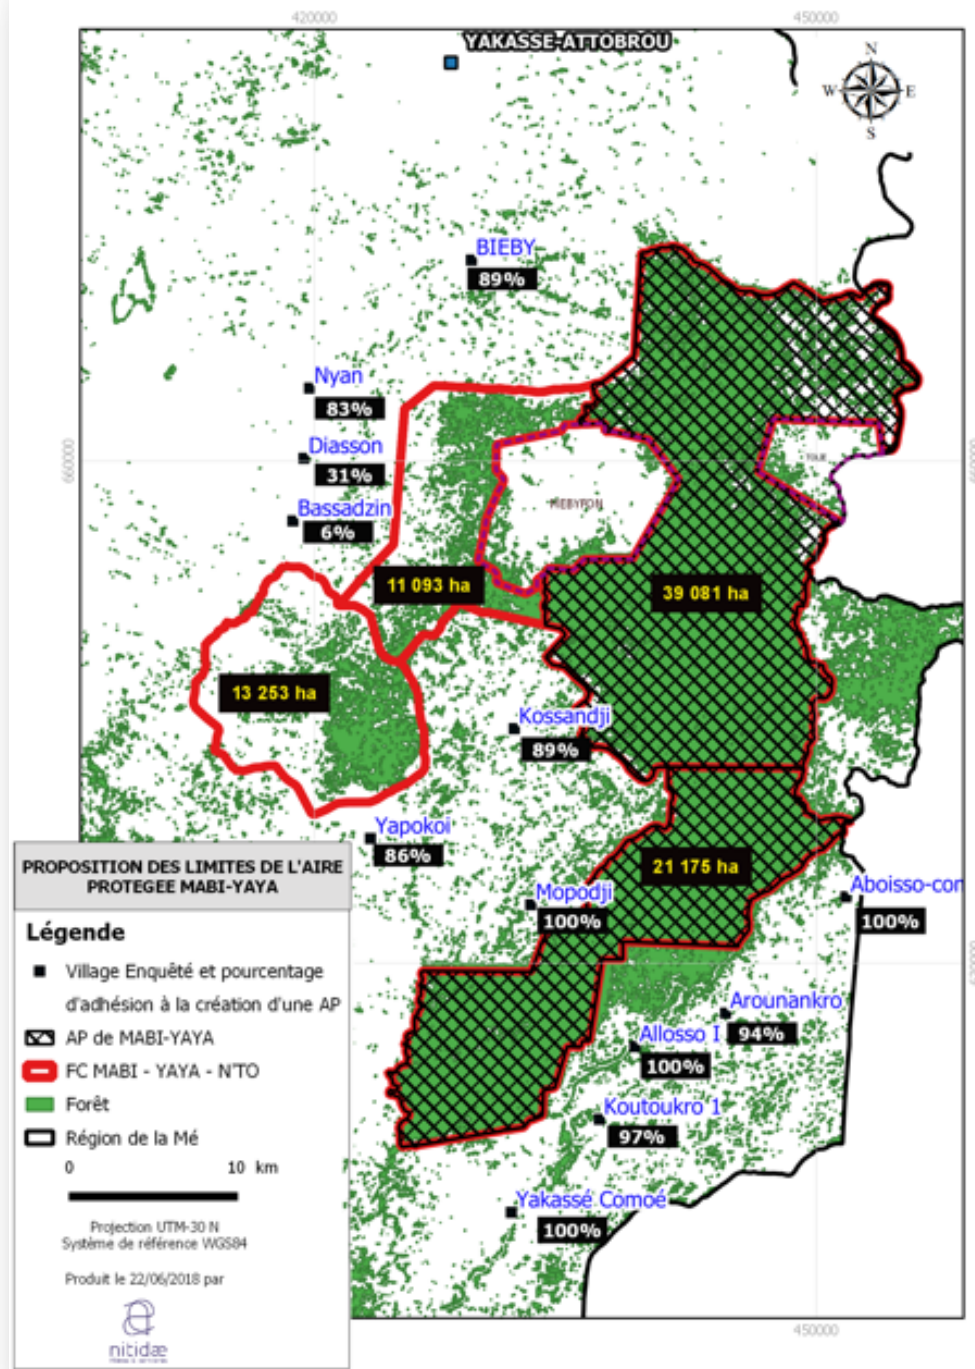 420000
450000
YAKASSE-ATTOBROU
N
W
E
S
BIEBY
89%
Nyan
83%
660000
Diasson
31%
Bassadzin
6%
11 093 ha
39 081 ha
13 253 ha
Kossandji
89%
Yapokoi
86%
21 175 ha
Mopodji
100%
Aboisso-com
100%
Arounankro
94%
Allosso I
100%
Koutoukro 1
97%
Yakassé Comoé
100%
PROPOSITION DES LIMITES DE L'AIRE
PROTEGEE MABI-YAYA
Légende
Village Enquêté et pourcentage
d'adhésion à la création d'une AP
AP de MABI-YAYA
FC MABI - YAYA - N'TO
Forêt
Région de la Mé
0 10 km
Projection UTM-30 N
Système de référence WGS84
Produit le 22/06/2018 par
nitidæ
450000